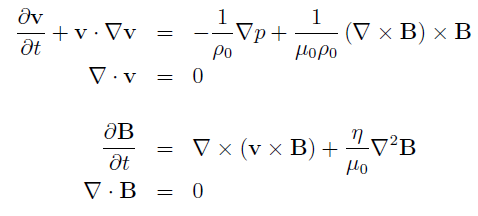 ∂v/∂t + v · ∇v = −(1/ρ₀)∇p + (1/(μ₀ρ₀)) (∇ × B) × B
∇ · v = 0
∂B/∂t = ∇ × (v × B) + (η/μ₀)∇²B
∇ · B = 0